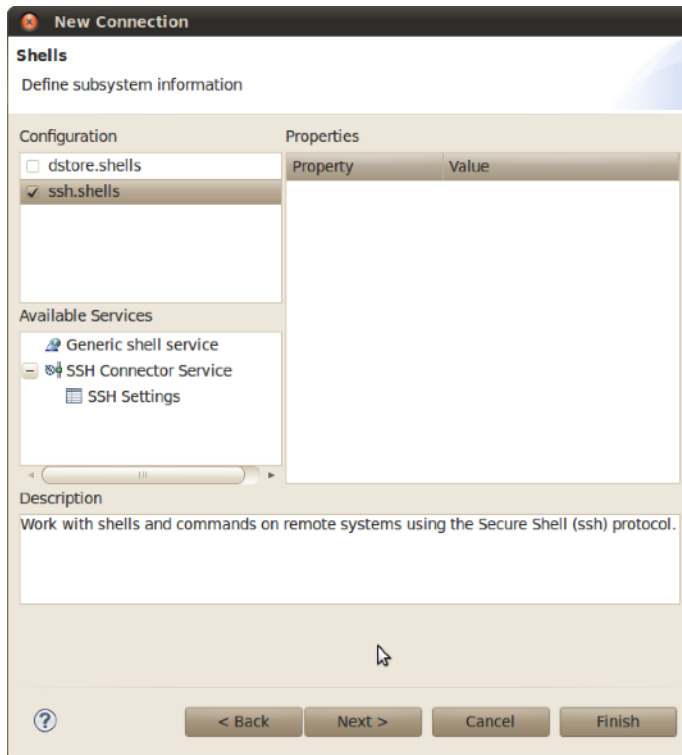 New Connection
Shells
Define subsystem information
Configuration
Properties
dstore.shells
ssh.shells
Property Value
Available Services
Generic shell service
SSH Connector Service
SSH Settings
Description
Work with shells and commands on remote systems using the Secure Shell (ssh) protocol.
? < Back Next > Cancel Finish